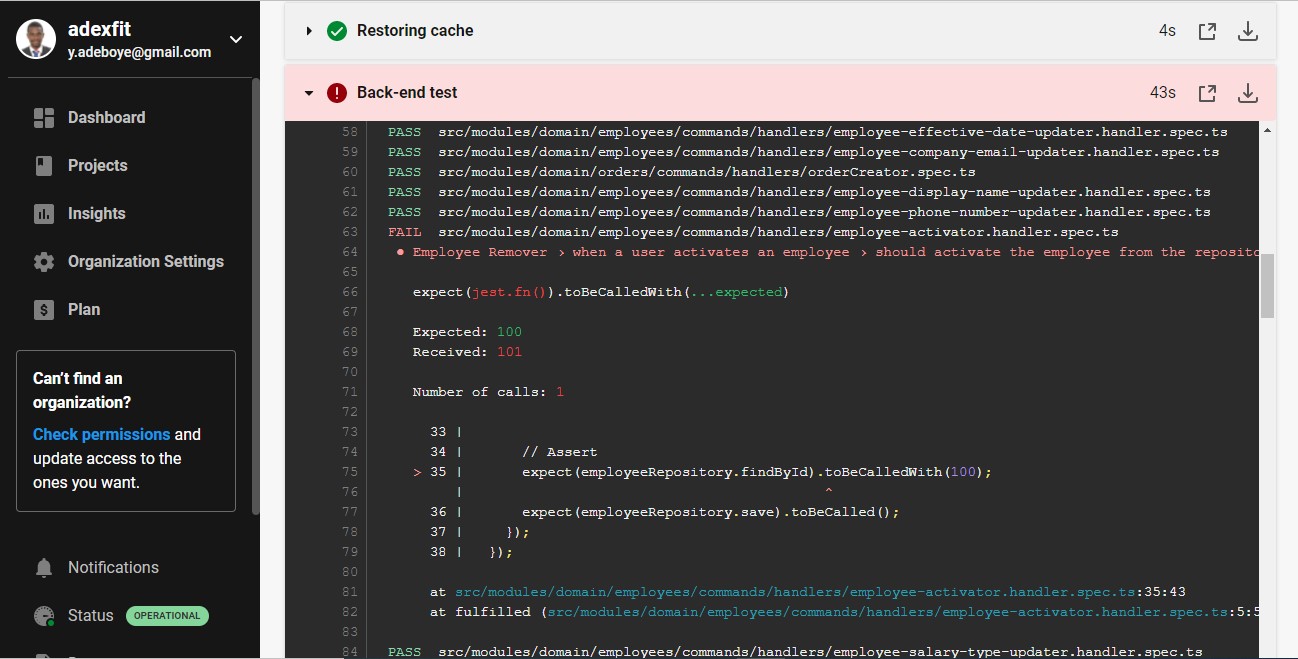 adexfit
y.adeboye@gmail.com
Dashboard
Projects
Insights
Organization Settings
Plan
Can't find an
organization?
Check permissions and
update access to the
ones you want.
Notifications
Status OPERATIONAL
Restoring cache 4s
Back-end test 43s
58 PASS src/modules/domain/employees/commands/handlers/employee-effective-date-updater.handler.spec.ts
59 PASS src/modules/domain/employees/commands/handlers/employee-company-email-updater.handler.spec.ts
60 PASS src/modules/domain/orders/commands/handlers/orderCreator.spec.ts
61 PASS src/modules/domain/employees/commands/handlers/employee-display-name-updater.handler.spec.ts
62 PASS src/modules/domain/employees/commands/handlers/employee-phone-number-updater.handler.spec.ts
63 FAIL src/modules/domain/employees/commands/handlers/employee-activator.handler.spec.ts
64 ● Employee Remover › when a user activates an employee › should activate the employee from the reposito
65
66 expect(jest.fn()).toBeCalledWith(...expected)
67
68 Expected: 100
69 Received: 101
70
71 Number of calls: 1
72
73 33 |
74 34 | // Assert
75 > 35 | expect(employeeRepository.findById).toBeCalledWith(100);
76 | ^
77 36 | expect(employeeRepository.save).toBeCalled();
78 37 | });
79 38 | });
80
81 at src/modules/domain/employees/commands/handlers/employee-activator.handler.spec.ts:35:43
82 at fulfilled (src/modules/domain/employees/commands/handlers/employee-activator.handler.spec.ts:5:5
83
84 PASS src/modules/domain/employees/commands/handlers/employee-salary-type-updater.handler.spec.ts